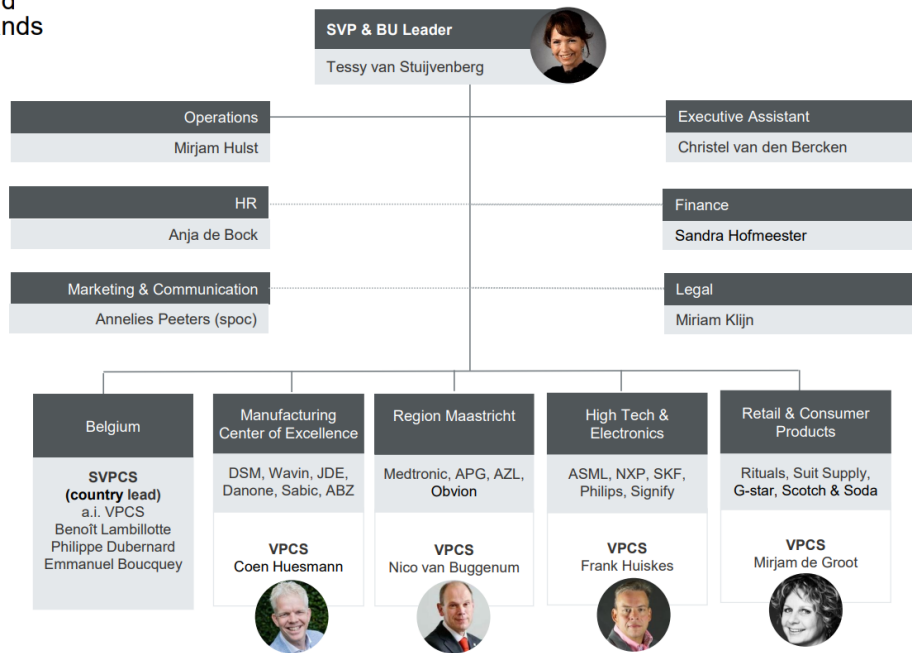 ands
SVP & BU Leader
Tessy van Stuijvenberg
Operations
Mirjam Hulst
Executive Assistant
Christel van den Bercken
HR
Anja de Bock
Finance
Sandra Hofmeester
Marketing & Communication
Annelies Peeters (spoc)
Legal
Miriam Klijn
Belgium
SVPCS
(country lead)
a.i. VPCS
Benoît Lambillotte
Philippe Dubernard
Emmanuel Boucquey
Manufacturing
Center of Excellence
DSM, Wavin, JDE,
Danone, Sabic, ABZ
VPCS
Coen Huesmann
Region Maastricht
Medtronic, APG, AZL,
Obvion
VPCS
Nico van Buggenum
High Tech &
Electronics
ASML, NXP, SKF,
Philips, Signify
VPCS
Frank Huiskes
Retail & Consumer
Products
Rituals, Suit Supply,
G-star, Scotch & Soda
VPCS
Mirjam de Groot